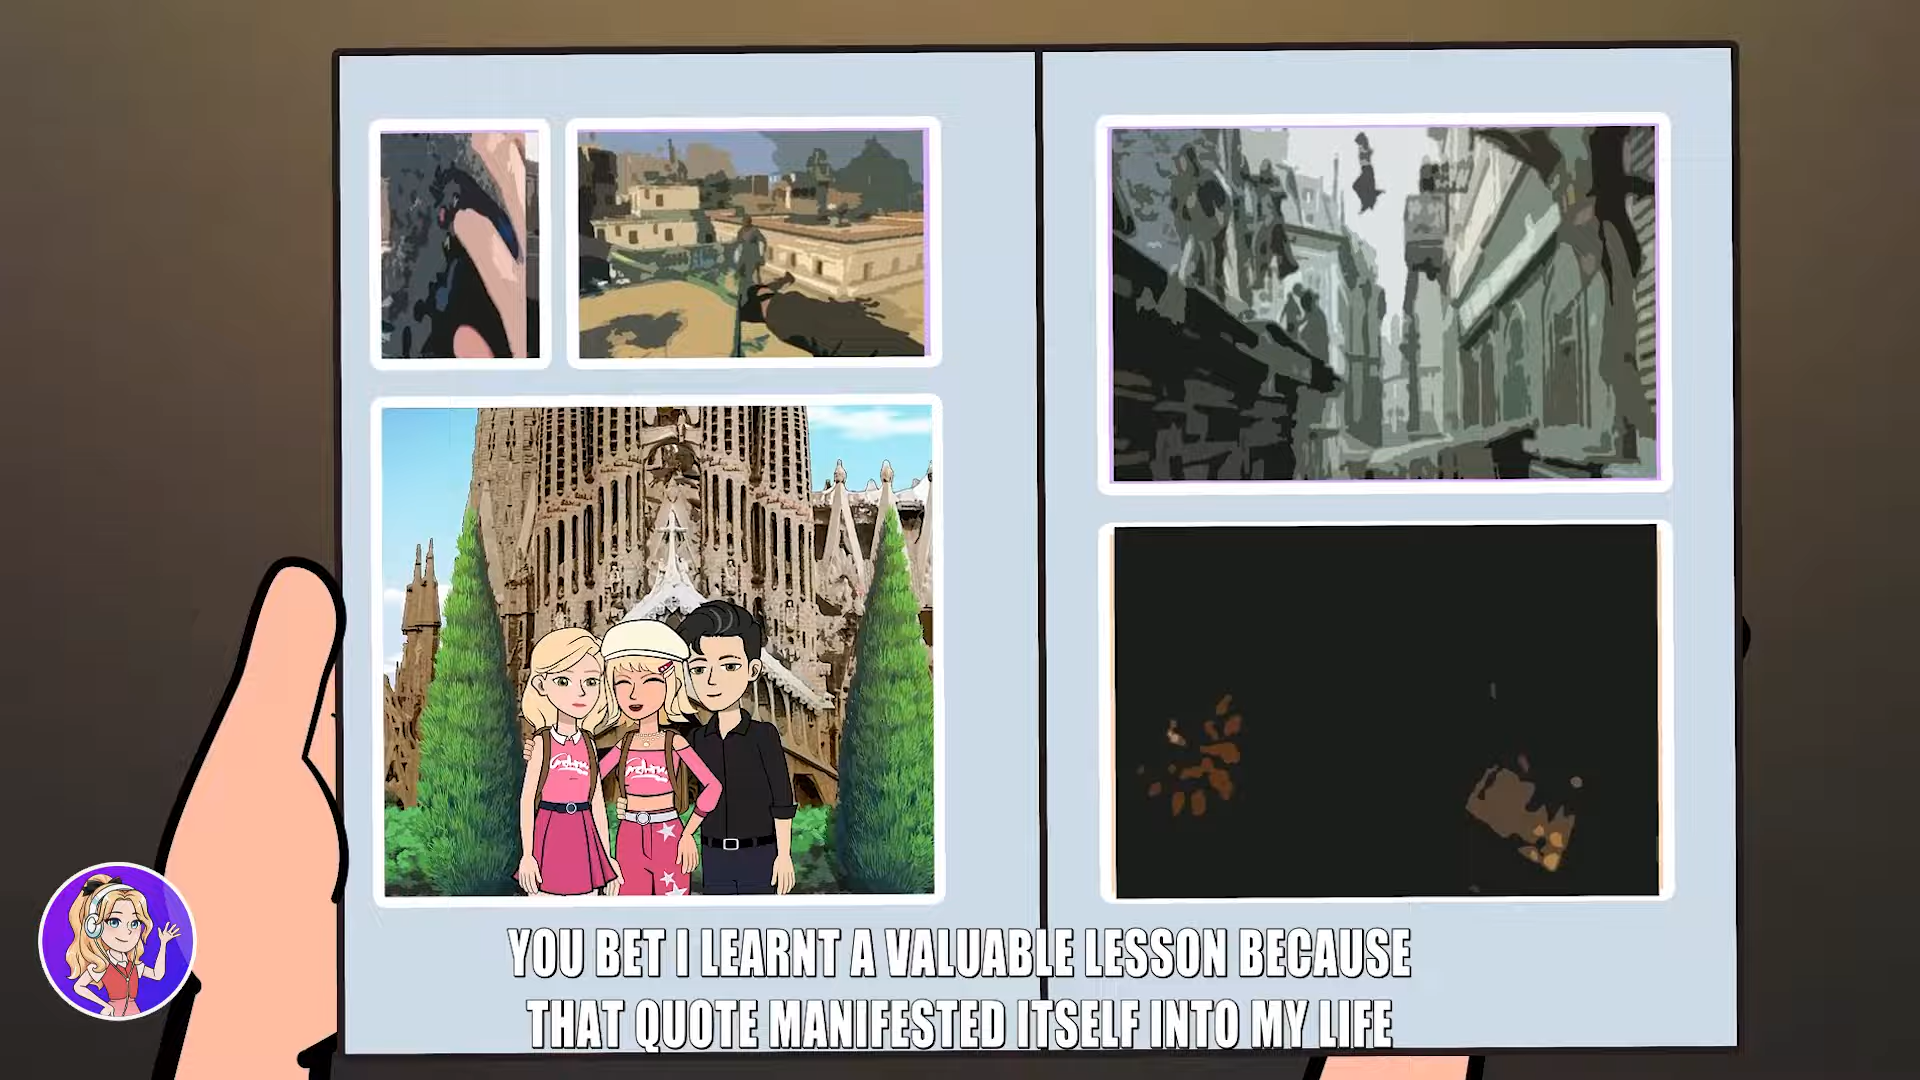 YOU BET I LEARNT A VALUABLE LESSON BECAUSE
THAT QUOTE MANIFESTED ITSELF INTO MY LIFE